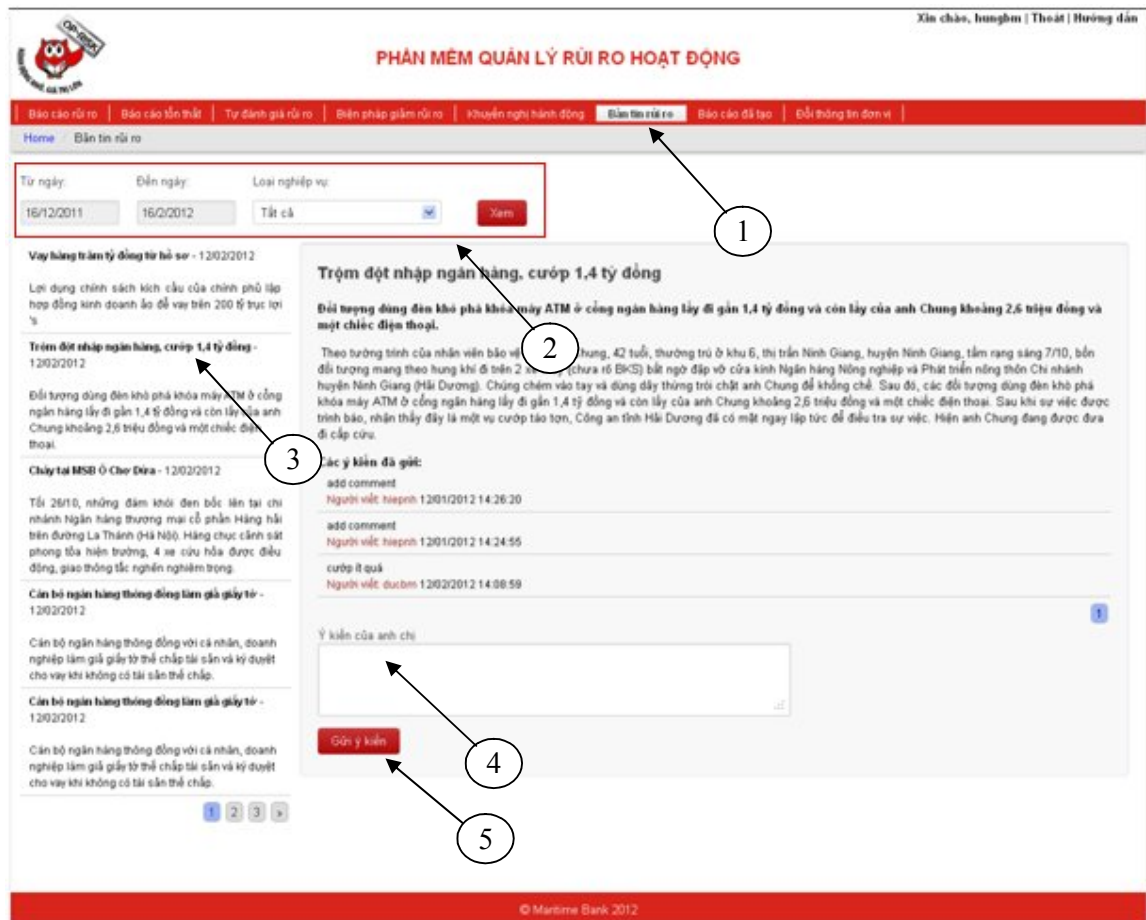 Xin chào, hungbm | Thoát | Hướng dẫn
OP-RISK
PHẦN MỀM QUẢN LÝ RỦI RO HOẠT ĐỘNG
Báo cáo rủi ro | Báo cáo tổn thất | Tự đánh giá rủi ro | Biện pháp giảm rủi ro | Khuyến nghị hành động | Bản tin rủi ro | Báo cáo đã tạo | Đổi thông tin đơn vị |
Home / Bản tin rủi ro
Từ ngày: Đến ngày: Loại nghiệp vụ:
16/12/2011 16/2/2012 Tất cả Xem
1
Vay hàng trăm tỷ đồng từ hồ sơ - 12/02/2012
Lợi dụng chính sách kích cầu của chính phủ lập
hợp đồng kinh doanh ảo để vay trên 200 tỷ trục lợi
's
Trộm đột nhập ngân hàng, cướp 1,4 tỷ đồng -
12/02/2012
Đối tượng dùng đèn khò phá khóa máy ATM ở cổng
ngân hàng lấy đi gần 1,4 tỷ đồng và còn lấy của anh
Chung khoảng 2,6 triệu đồng và một chiếc điện
thoại.
3
Cháy tại MSB Ô Chợ Dừa - 12/02/2012
Tối 26/10, những đám khói đen bốc lên tại chi
nhánh Ngân hàng thương mại cổ phần Hàng hải
trên đường La Thành (Hà Nội). Hàng chục cảnh sát
phong tỏa hiện trường, 4 xe cứu hỏa được điều
động, giao thông tắc nghẽn nghiêm trọng.
Cán bộ ngân hàng thông đồng làm giả giấy tờ -
12/02/2012
Cán bộ ngân hàng thông đồng với cá nhân, doanh
nghiệp làm giả giấy tờ thế chấp tài sản và ký duyệt
cho vay khi không có tài sản thế chấp.
Cán bộ ngân hàng thông đồng làm giả giấy tờ -
12/02/2012
Cán bộ ngân hàng thông đồng với cá nhân, doanh
nghiệp làm giả giấy tờ thế chấp tài sản và ký duyệt
cho vay khi không có tài sản thế chấp.
1 2 3 »
Trộm đột nhập ngân hàng, cướp 1,4 tỷ đồng
Đối tượng dùng đèn khò phá khóa máy ATM ở cổng ngân hàng lấy đi gần 1,4 tỷ đồng và còn lấy của anh Chung khoảng 2,6 triệu đồng và
một chiếc điện thoại.
2
Theo tường trình của nhân viên bảo vệ Chung, 42 tuổi, thường trú ở khu 6, thị trấn Ninh Giang, huyện Ninh Giang, tầm rạng sáng 7/10, bốn
đối tượng mang theo hung khí đi trên 2 xe (chưa rõ BKS) bất ngờ đập vỡ cửa kính Ngân hàng Nông nghiệp và Phát triển nông thôn Chi nhánh
huyện Ninh Giang (Hải Dương). Chúng chém vào tay và dùng dây thừng trói chặt anh Chung để khống chế. Sau đó, các đối tượng dùng đèn khò phá
khóa máy ATM ở cổng ngân hàng lấy đi gần 1,4 tỷ đồng và còn lấy của anh Chung khoảng 2,6 triệu đồng và một chiếc điện thoại. Sau khi sự việc được
trình báo, nhận thấy đây là một vụ cướp táo tợn, Công an tỉnh Hải Dương đã có mặt ngay lập tức để điều tra sự việc. Hiện anh Chung đang được đưa
đi cấp cứu.
Các ý kiến đã gửi:
add comment
Người viết: hiepnh 12/01/2012 14:26:20
add comment
Người viết: hiepnh 12/01/2012 14:24:55
cướp ít quá
Người viết: ducbm 12/02/2012 14:08:59
1
Ý kiến của anh chị
Gửi ý kiến
4
5
© Maritime Bank 2012